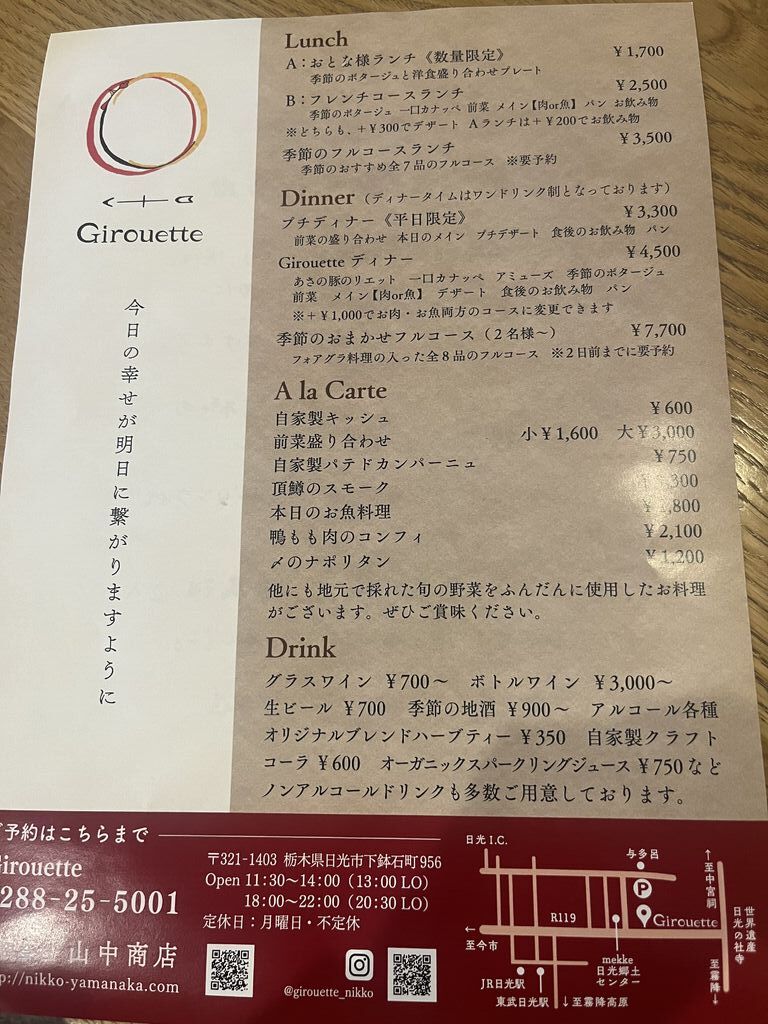 Girouette
今日の幸せが明日に繋がりますように
Lunch
A：おとな様ランチ《数量限定》 ￥1,700
季節のポタージュと洋食盛り合わせプレート
B：フレンチコースランチ ￥2,500
季節のポタージュ 一口カナッペ 前菜 メイン【肉or魚】 パン お飲み物
※どちらも、＋￥300でデザート Aランチは＋￥200でお飲み物
季節のフルコースランチ ￥3,500
季節のおすすめ全7品のフルコース ※要予約
Dinner（ディナータイムはワンドリンク制となっております）
プチディナー《平日限定》 ￥3,300
前菜の盛り合わせ 本日のメイン プチデザート 食後のお飲み物 パン
Girouette ディナー ￥4,500
あさの豚のリエット 一口カナッペ アミューズ 季節のポタージュ
前菜 メイン【肉or魚】 デザート 食後のお飲み物 パン
※＋￥1,000でお肉・お魚両方のコースに変更できます
季節のおまかせフルコース（2名様～） ￥7,700
フォアグラ料理の入った全8品のフルコース ※2日前までに要予約
A la Carte
自家製キッシュ ￥600
前菜盛り合わせ 小￥1,600 大￥3,000
自家製パテドカンパーニュ ￥750
頂鱒のスモーク
本日のお魚料理
鴨もも肉のコンフィ ￥2,100
〆のナポリタン ￥1,200
他にも地元で採れた旬の野菜をふんだんに使用したお料理
がございます。ぜひご賞味ください。
Drink
グラスワイン ￥700～ ボトルワイン ￥3,000～
生ビール ￥700 季節の地酒 ￥900～ アルコール各種
オリジナルブレンドハーブティー ￥350 自家製クラフト
コーラ ￥600 オーガニックスパークリングジュース ￥750 など
ノンアルコールドリンクも多数ご用意しております。
予約はこちらまで
irouette
288-25-5001
山中商店
p://nikko-yamanaka.com
〒321-1403 栃木県日光市下鉢石町956
Open 11:30～14:00（13:00 LO）
18:00～22:00（20:30 LO）
定休日：月曜日・不定休
@girouette_nikko
日光I.C.
与多呂
P
Girouette
R119
←至今市
mekke
日光郷土
センター
JR日光駅
東武日光駅
↓至霧降高原
↑至中宮祠
世界遺産
日光の社寺
至霧降↓